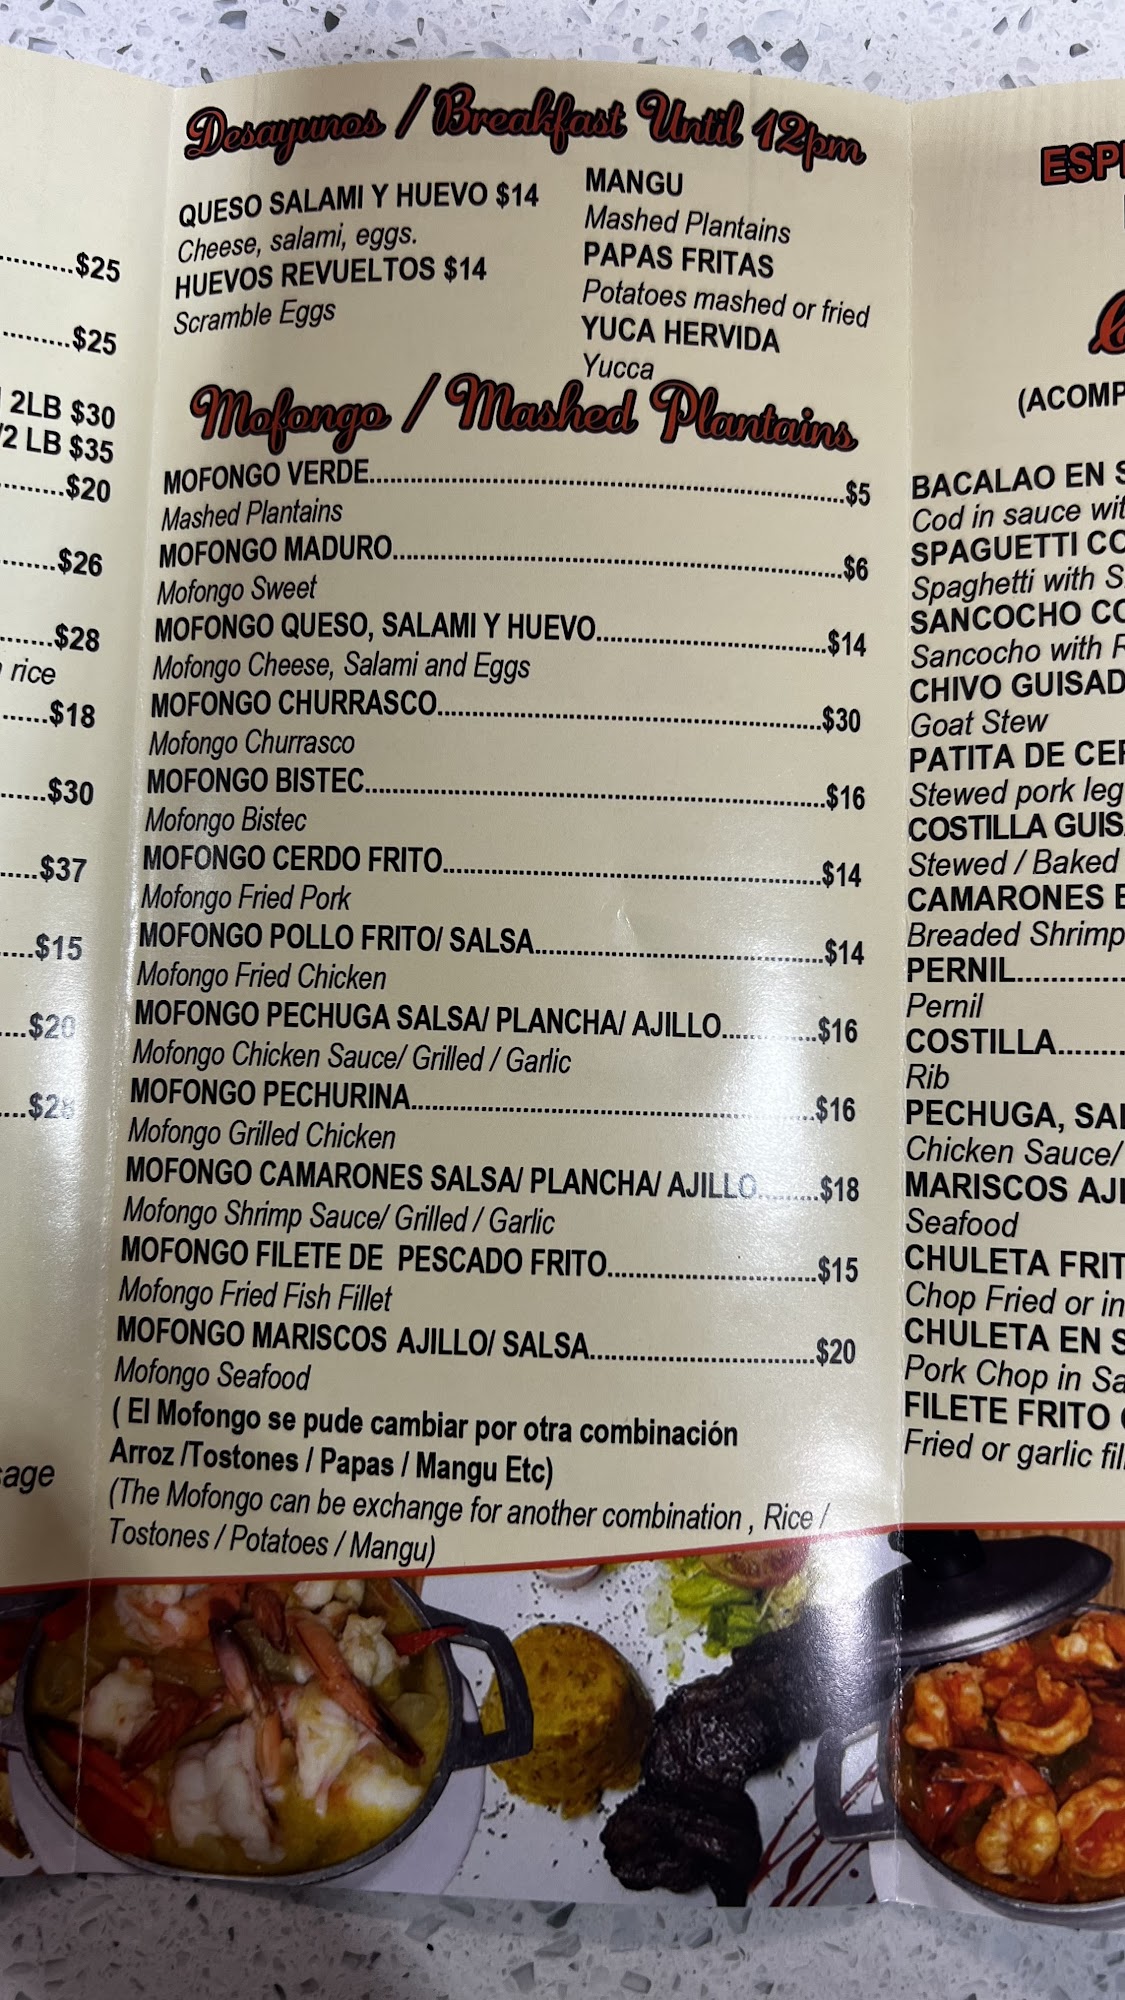 $25
$25
2LB $30
/2 LB $35
$20
$26
$28
rice
$18
$30
$37
$15
$20
$28
sage
Desayunos / Breakfast Until 12pm
QUESO SALAMI Y HUEVO $14
Cheese, salami, eggs.
HUEVOS REVUELTOS $14
Scramble Eggs
MANGU
Mashed Plantains
PAPAS FRITAS
Potatoes mashed or fried
YUCA HERVIDA
Yucca
Mofongo / Mashed Plantains
MOFONGO VERDE $5
Mashed Plantains
MOFONGO MADURO $6
Mofongo Sweet
MOFONGO QUESO, SALAMI Y HUEVO $14
Mofongo Cheese, Salami and Eggs
MOFONGO CHURRASCO $30
Mofongo Churrasco
MOFONGO BISTEC $16
Mofongo Bistec
MOFONGO CERDO FRITO $14
Mofongo Fried Pork
MOFONGO POLLO FRITO/ SALSA $14
Mofongo Fried Chicken
MOFONGO PECHUGA SALSA/ PLANCHA/ AJILLO $16
Mofongo Chicken Sauce/ Grilled / Garlic
MOFONGO PECHURINA $16
Mofongo Grilled Chicken
MOFONGO CAMARONES SALSA/ PLANCHA/ AJILLO $18
Mofongo Shrimp Sauce/ Grilled / Garlic
MOFONGO FILETE DE PESCADO FRITO $15
Mofongo Fried Fish Fillet
MOFONGO MARISCOS AJILLO/ SALSA $20
Mofongo Seafood
( El Mofongo se pude cambiar por otra combinación
Arroz /Tostones / Papas / Mangu Etc)
(The Mofongo can be exchange for another combination , Rice /
Tostones / Potatoes / Mangu)
ESP
(ACOMP
BACALAO EN S
Cod in sauce wit
SPAGUETTI CO
Spaghetti with S
SANCOCHO CO
Sancocho with R
CHIVO GUISAD
Goat Stew
PATITA DE CER
Stewed pork leg
COSTILLA GUIS
Stewed / Baked
CAMARONES E
Breaded Shrimp
PERNIL
Pernil
COSTILLA
Rib
PECHUGA, SAL
Chicken Sauce/
MARISCOS AJI
Seafood
CHULETA FRIT
Chop Fried or in
CHULETA EN S
Pork Chop in Sa
FILETE FRITO
Fried or garlic fil